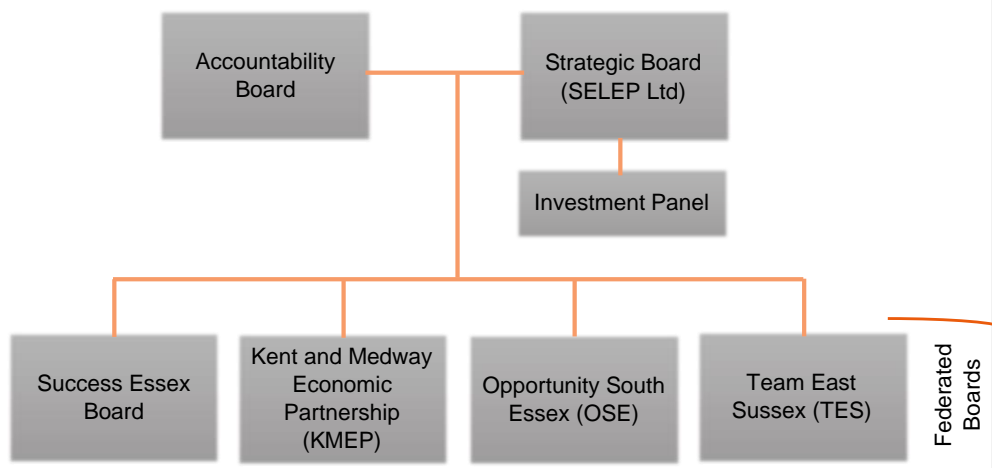 Accountability
Board
Strategic Board
(SELEP Ltd)
Investment Panel
Success Essex
Board
Kent and Medway
Economic
Partnership
(KMEP)
Opportunity South
Essex (OSE)
Team East
Sussex (TES)
Federated
Boards